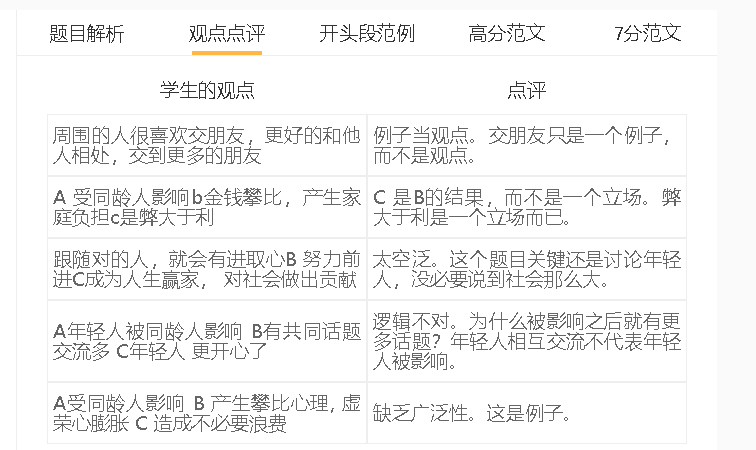 题目解析 观点点评 开头段范例 高分范文 7分范文
学生的观点 点评
周围的人很喜欢交朋友，更好的和他
人相处，交到更多的朋友
例子当观点。交朋友只是一个例子，
而不是观点。
A 受同龄人影响b金钱攀比，产生家
庭负担c是弊大于利
C 是B的结果，而不是一个立场。弊
大于利是一个立场而已。
跟随对的人，就会有进取心B 努力前
进C成为人生赢家， 对社会做出贡献
太空泛。这个题目关键还是讨论年轻
人，没必要说到社会那么大。
A年轻人被同龄人影响 B有共同话题
交流多 C年轻人 更开心了
逻辑不对。为什么被影响之后就有更
多话题？年轻人相互交流不代表年轻
人被影响。
A受同龄人影响 B 产生攀比心理, 虚
荣心膨胀 C 造成不必要浪费
缺乏广泛性。这是例子。